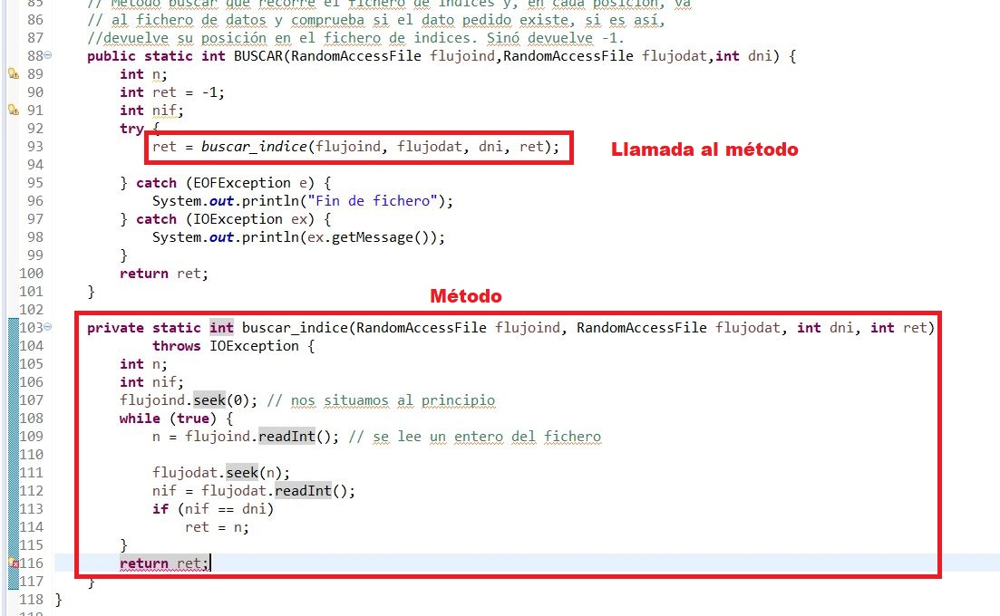 85 // Método buscar que recorre el fichero de indices y, en cada posición, va
86 // al fichero de datos y comprueba si el dato pedido existe, si es así,
87 //devuelve su posición en el fichero de indices. Sinó devuelve -1.
88 public static int BUSCAR(RandomAccessFile flujoind,RandomAccessFile flujodat,int dni) {
89 int n;
90 int ret = -1;
91 int nif;
92 try {
93 ret = buscar_indice(flujoind, flujodat, dni, ret);
Llamada al método
94
95 } catch (EOFException e) {
96 System.out.println("Fin de fichero");
97 } catch (IOException ex) {
98 System.out.println(ex.getMessage());
99 }
100 return ret;
101 }
Método
102
103 private static int buscar_indice(RandomAccessFile flujoind, RandomAccessFile flujodat, int dni, int ret)
104 throws IOException {
105 int n;
106 int nif;
107 flujoind.seek(0); // nos situamos al principio
108 while (true) {
109 n = flujoind.readInt(); // se lee un entero del fichero
110
111 flujodat.seek(n);
112 nif = flujodat.readInt();
113 if (nif == dni)
114 ret = n;
115 }
116 return ret;
117 }
118 }
119